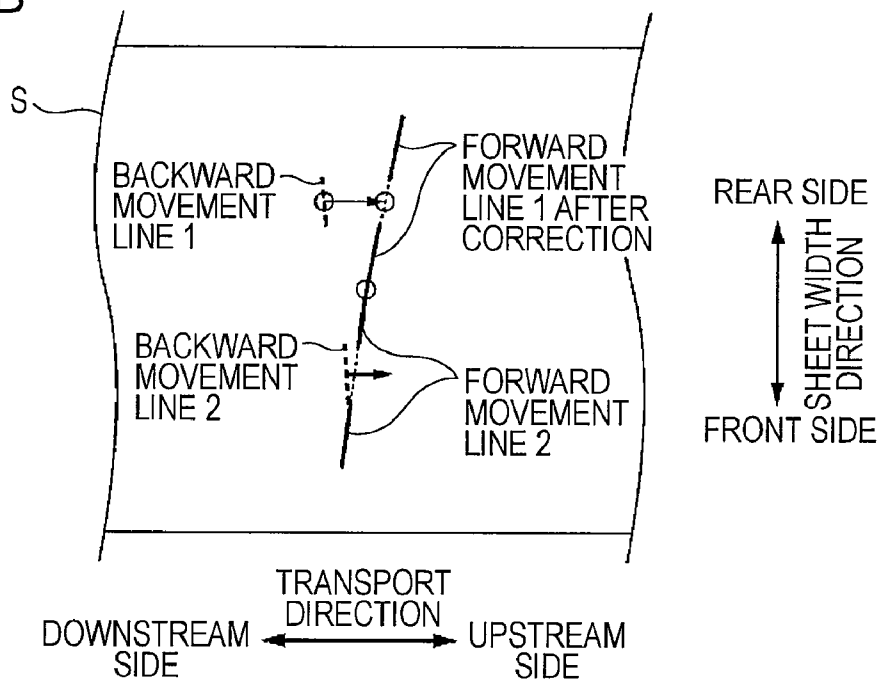 S
BACKWARD
MOVEMENT
LINE 1
FORWARD
MOVEMENT
LINE 1 AFTER
CORRECTION
BACKWARD
MOVEMENT
LINE 2
FORWARD
MOVEMENT
LINE 2
REAR SIDE
SHEET WIDTH
DIRECTION
FRONT SIDE
TRANSPORT
DIRECTION
DOWNSTREAM
SIDE
UPSTREAM
SIDE